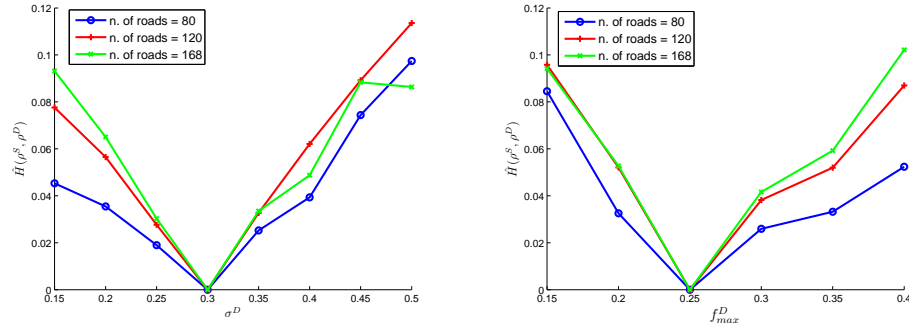 0.12
0.1
0.08
0.06
0.04
0.02
0
Ĥ(ρ^S, ρ^D)
n. of roads = 80
n. of roads = 120
n. of roads = 168
0.15 0.2 0.25 0.3 0.35 0.4 0.45 0.5
σ^D
0.12
0.1
0.08
0.06
0.04
0.02
0
Ĥ(ρ^S, ρ^D)
n. of roads = 80
n. of roads = 120
n. of roads = 168
0.15 0.2 0.25 0.3 0.35 0.4
f^D_max